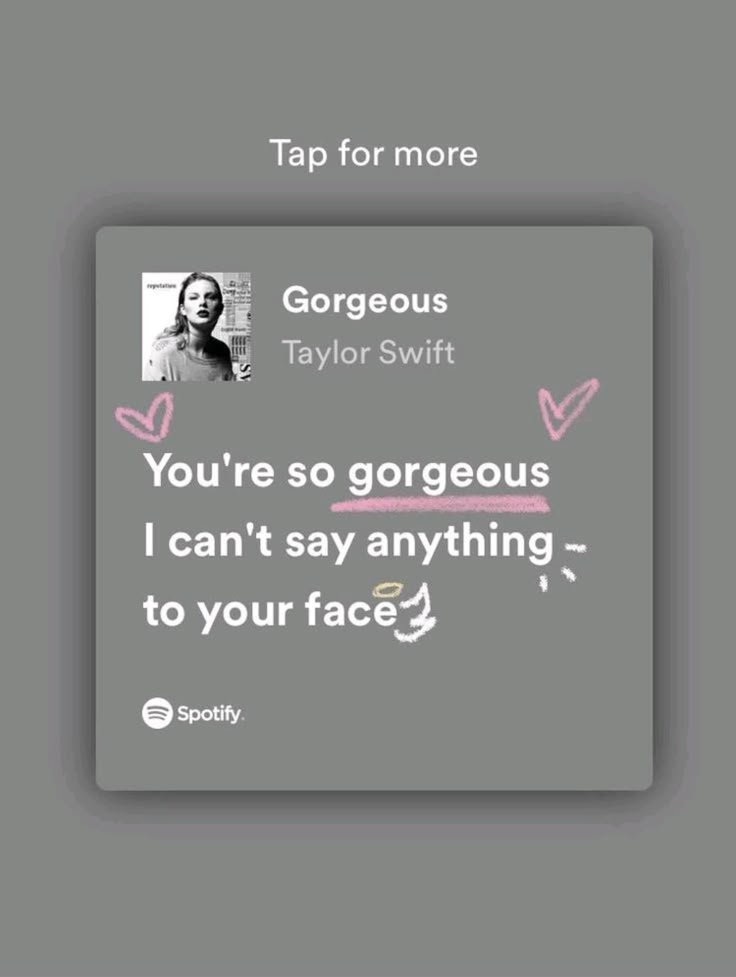 Tap for more
reputation
Gorgeous
Taylor Swift
You're so gorgeous
I can't say anything
to your face
Spotify